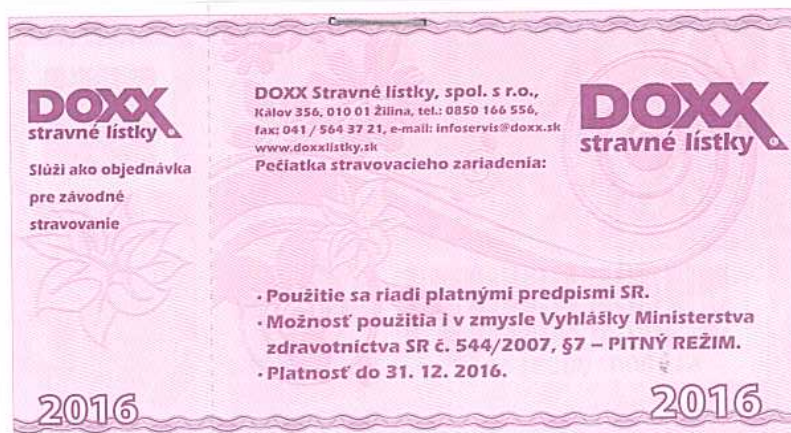 DOXX
stravné lístky
Slúži ako objednávka
pre závodné
stravovanie
2016
DOXX Stravné lístky, spol. s r.o.,
Kálov 356, 010 01 Žilina, tel.: 0850 166 556,
fax: 041 / 564 37 21, e-mail: infoservis@doxx.sk
www.doxxlistky.sk
Pečiatka stravovacieho zariadenia:
DOXX
stravné lístky
· Použitie sa riadi platnými predpismi SR.
· Možnosť použitia i v zmysle Vyhlášky Ministerstva
zdravotníctva SR č. 544/2007, §7 – PITNÝ REŽIM.
· Platnosť do 31. 12. 2016.
2016